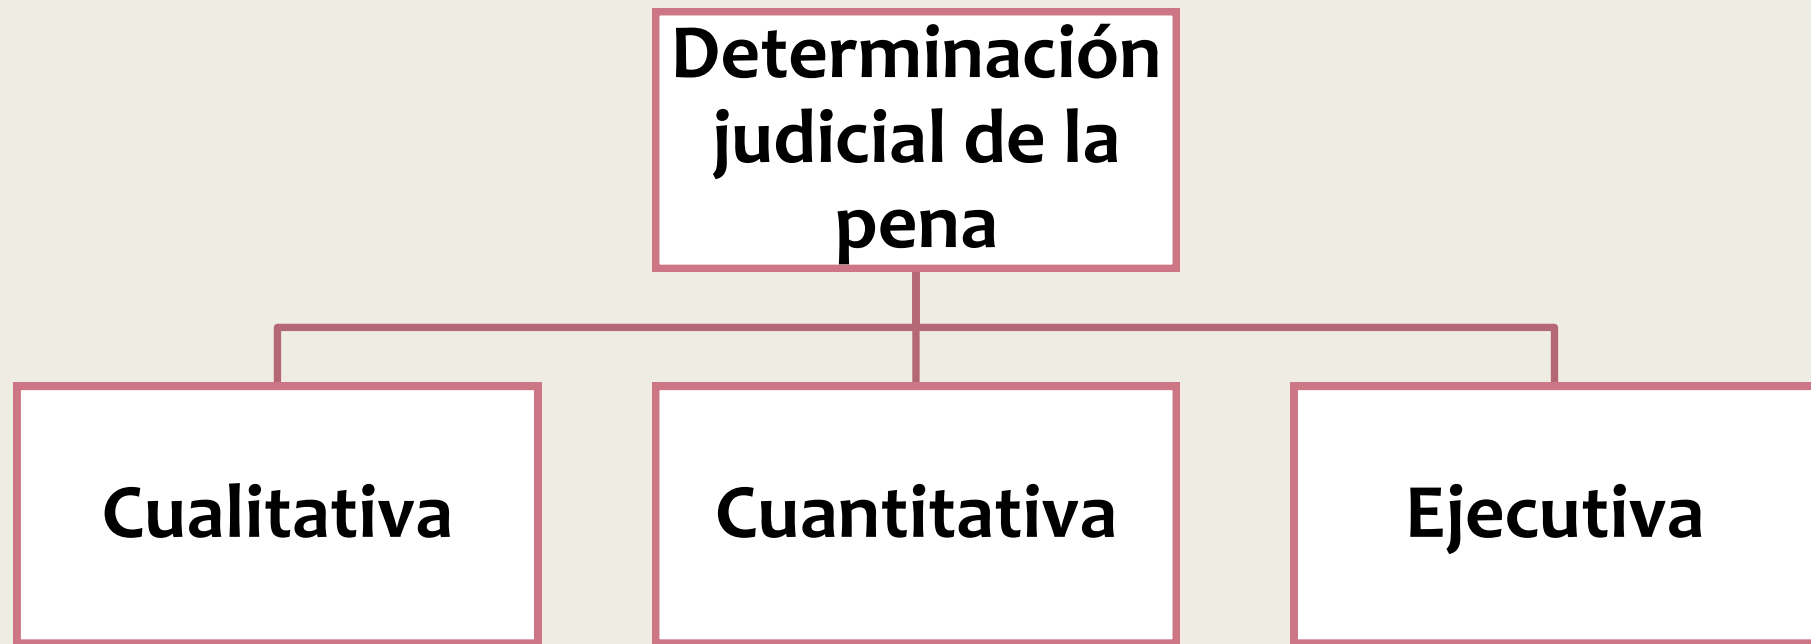 Determinación
judicial de la
pena
Cualitativa
Cuantitativa
Ejecutiva